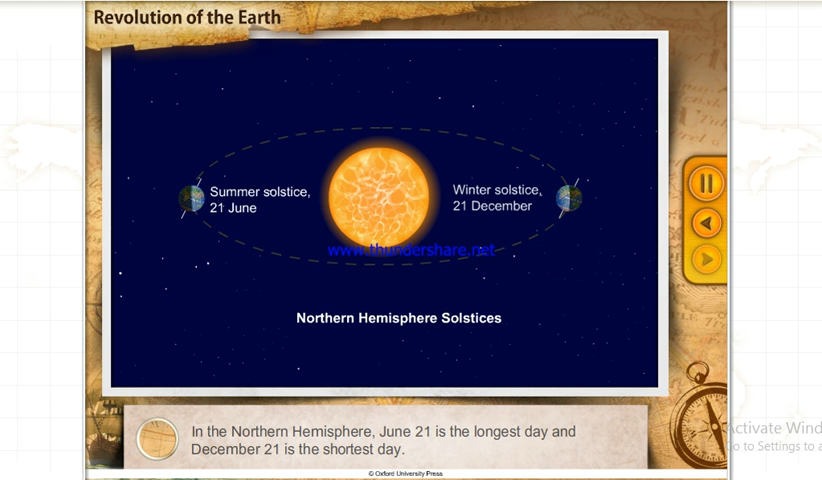 Revolution of the Earth
Summer solstice,
21 June
Winter solstice,
21 December
www.thundershare.net
Northern Hemisphere Solstices
In the Northern Hemisphere, June 21 is the longest day and
December 21 is the shortest day.
Activate Wind
Go to Settings to a
© Oxford University Press